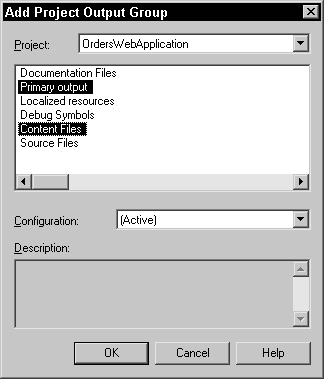 Add Project Output Group
Project: OrdersWebApplication
Documentation Files
Primary output
Localized resources
Debug Symbols
Content Files
Source Files
Configuration: (Active)
Description:
OK Cancel Help